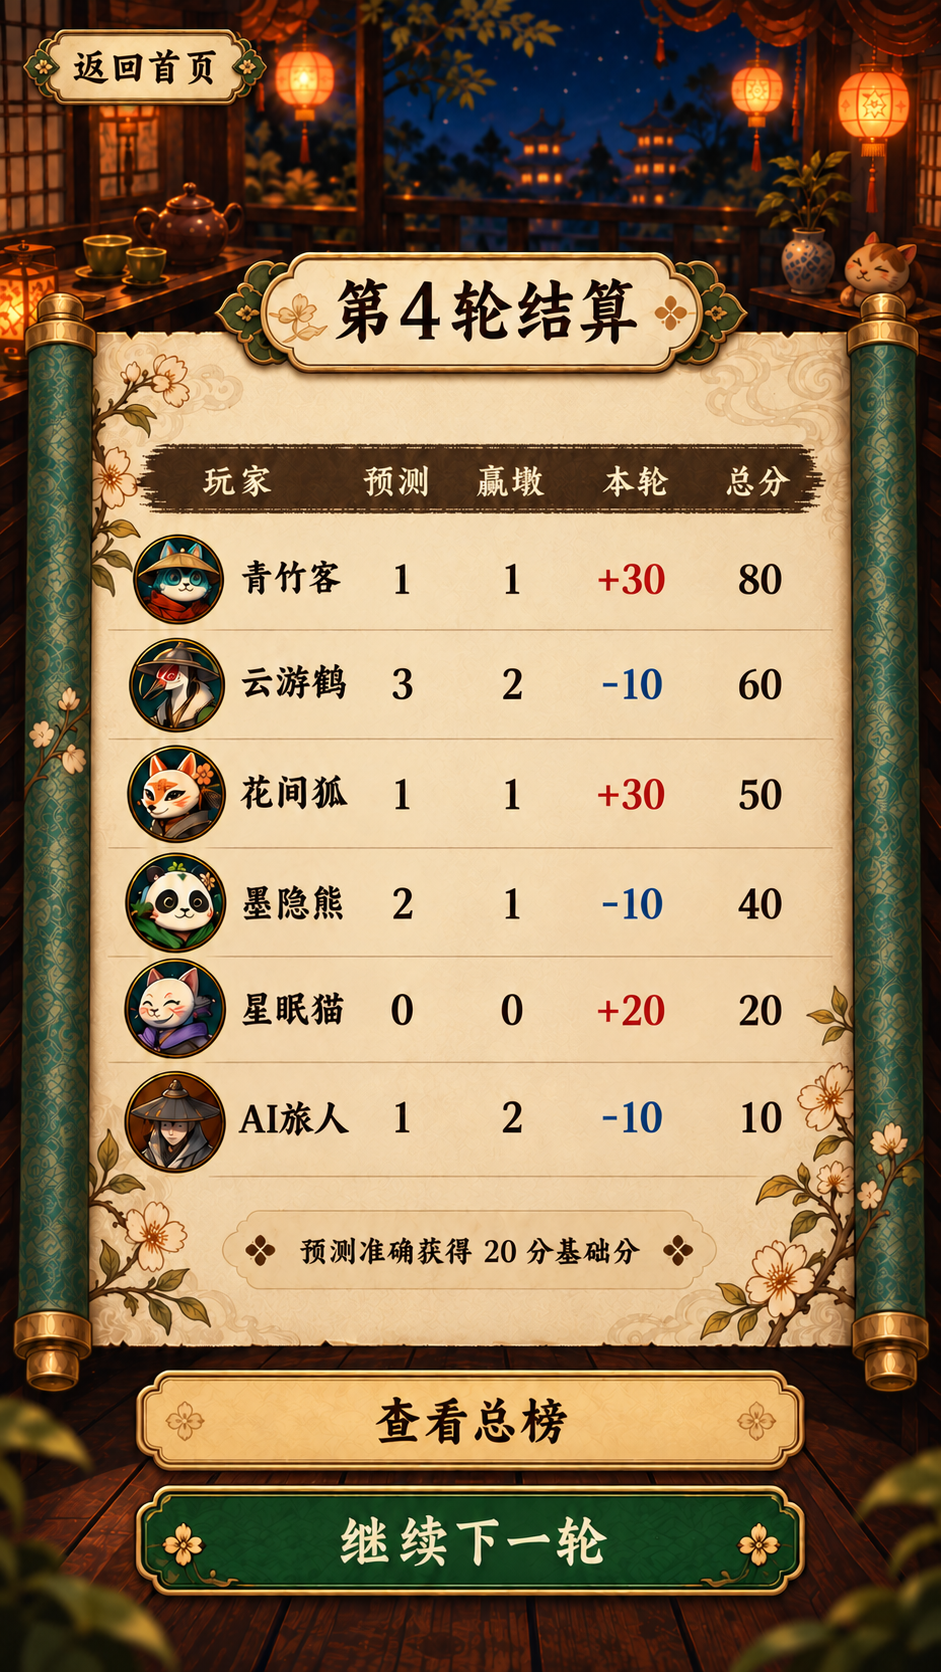 返回首页
第4轮结算
玩家 预测 赢墩 本轮 总分
青竹客 1 1 +30 80
云游鹤 3 2 -10 60
花间狐 1 1 +30 50
墨隐熊 2 1 -10 40
星眠猫 0 0 +20 20
AI旅人 1 2 -10 10
预测准确获得 20 分基础分
查看总榜
继续下一轮